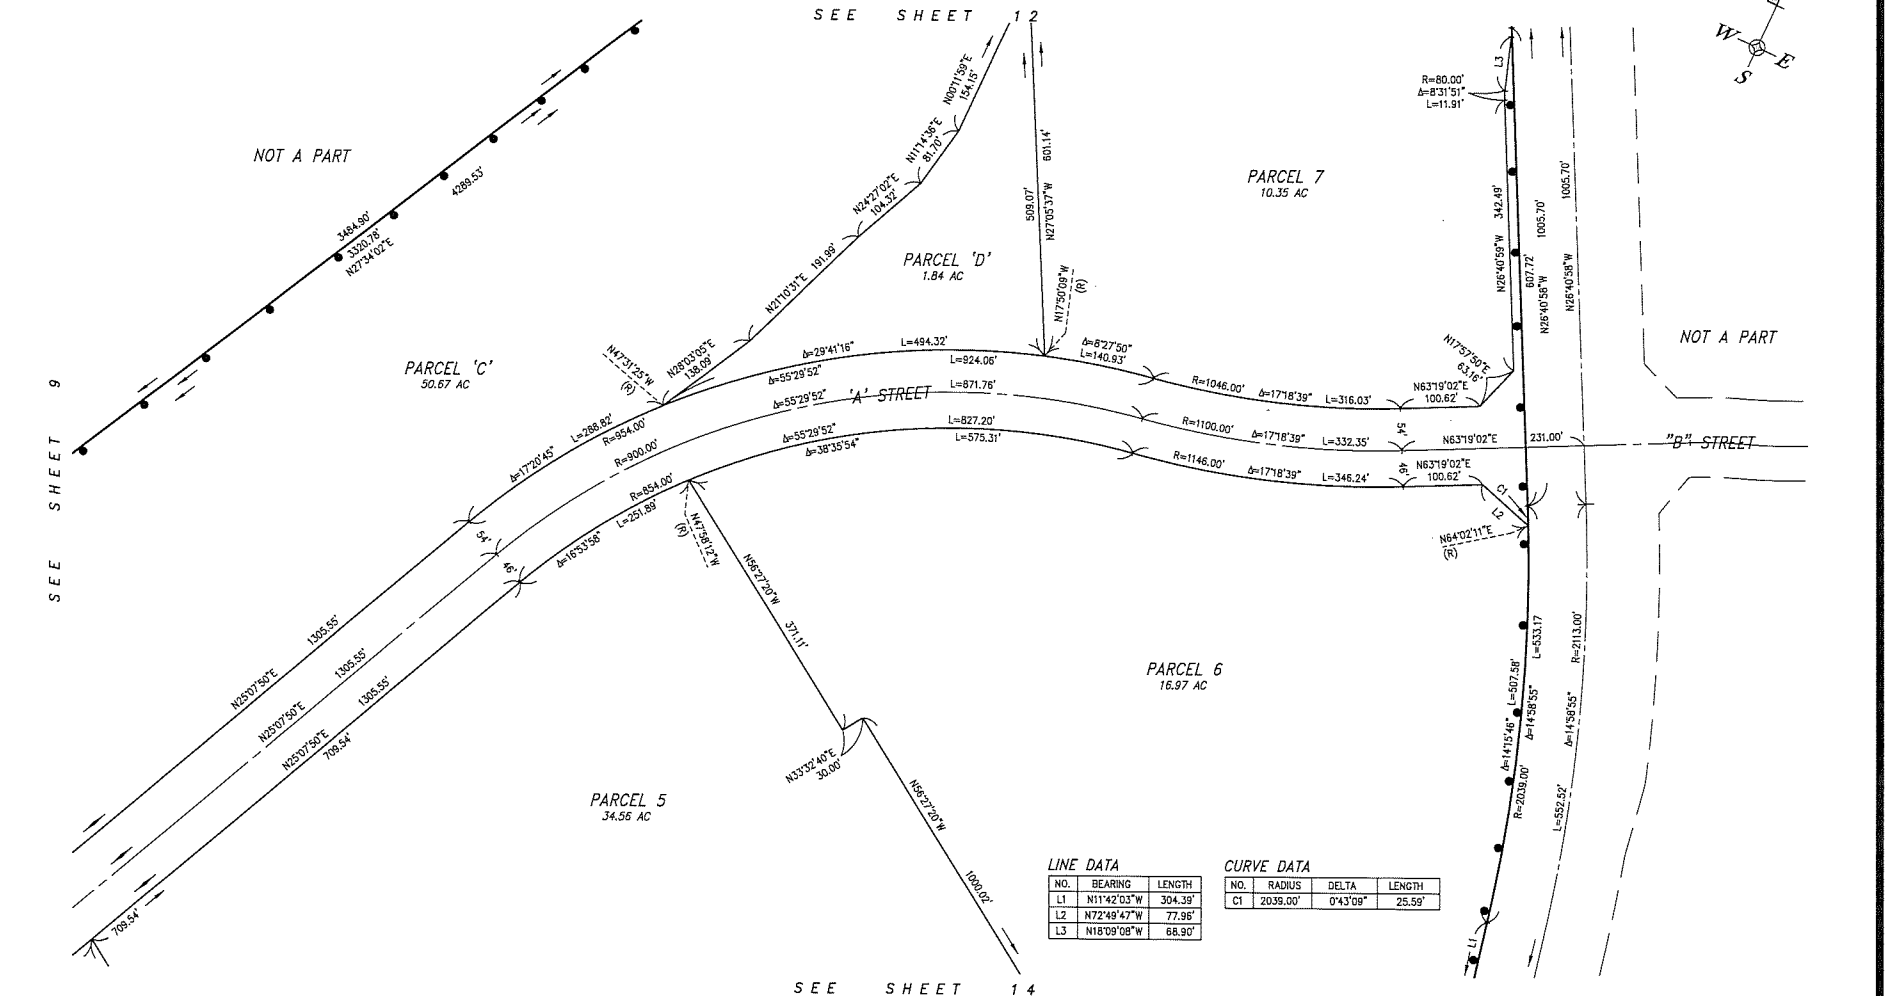 SEE SHEET 12
W
E
S
SEE SHEET 9
NOT A PART
3484.90'
3320.78'
N27°34'02"E
4289.53'
PARCEL 'C'
50.67 AC
N00°11'59"E
154.15'
N11°14'36"E
81.70'
N24°27'02"E
104.32'
N21°10'31"E 191.99'
N28°03'05"E
138.09'
N47°31'25"W
(R)
509.07'
N27°05'37"W 601.14'
PARCEL 'D'
1.84 AC
N17°50'09"W
(R)
PARCEL 7
10.35 AC
L3
R=80.00'
Δ=8°31'51"
L=11.91'
N26°40'59"W 342.49'
607.72'
N26°40'58"W 1005.70'
N26°40'58"W 1005.70'
NOT A PART
N17°57'50"E
63.16'
Δ=29°41'16" L=494.32'
Δ=55°29'52" L=924.06'
Δ=8°27'50"
L=140.93'
R=1046.00' Δ=17°18'39" L=316.03'
N63°19'02"E
100.62'
Δ=17°20'45" L=288.82'
R=954.00'
Δ=55°29'52" L=871.76'
'A' STREET
R=900.00'
R=1100.00' Δ=17°18'39" L=332.35'
54'
46'
N63°19'02"E 231.00'
"B" STREET
Δ=55°29'52" L=827.20'
Δ=38°35'54" L=575.31'
R=854.00'
Δ=16°53'58" L=251.89'
R=1146.00' Δ=17°18'39" L=346.24'
N63°19'02"E
100.62'
C1
L2
N64°02'11"E
(R)
54'
46'
N47°58'12"W
(R)
N25°07'50"E 1305.55'
N25°07'50"E 1305.55'
N25°07'50"E 1305.55'
709.54'
709.54'
N56°27'20"W 371.11'
N33°32'40"E
30.00'
N56°27'20"W 1000.02'
PARCEL 6
16.97 AC
PARCEL 5
34.56 AC
Δ=14°15'46" L=507.58'
R=2039.00' Δ=14°58'55" L=533.17
L=552.52' Δ=14°58'55" R=2113.00'
L1
LINE DATA
NO. BEARING LENGTH
L1 N11°42'03"W 304.39'
L2 N72°49'47"W 77.96'
L3 N18°09'08"W 68.90'
CURVE DATA
NO. RADIUS DELTA LENGTH
C1 2039.00' 0°43'09" 25.59'
SEE SHEET 14